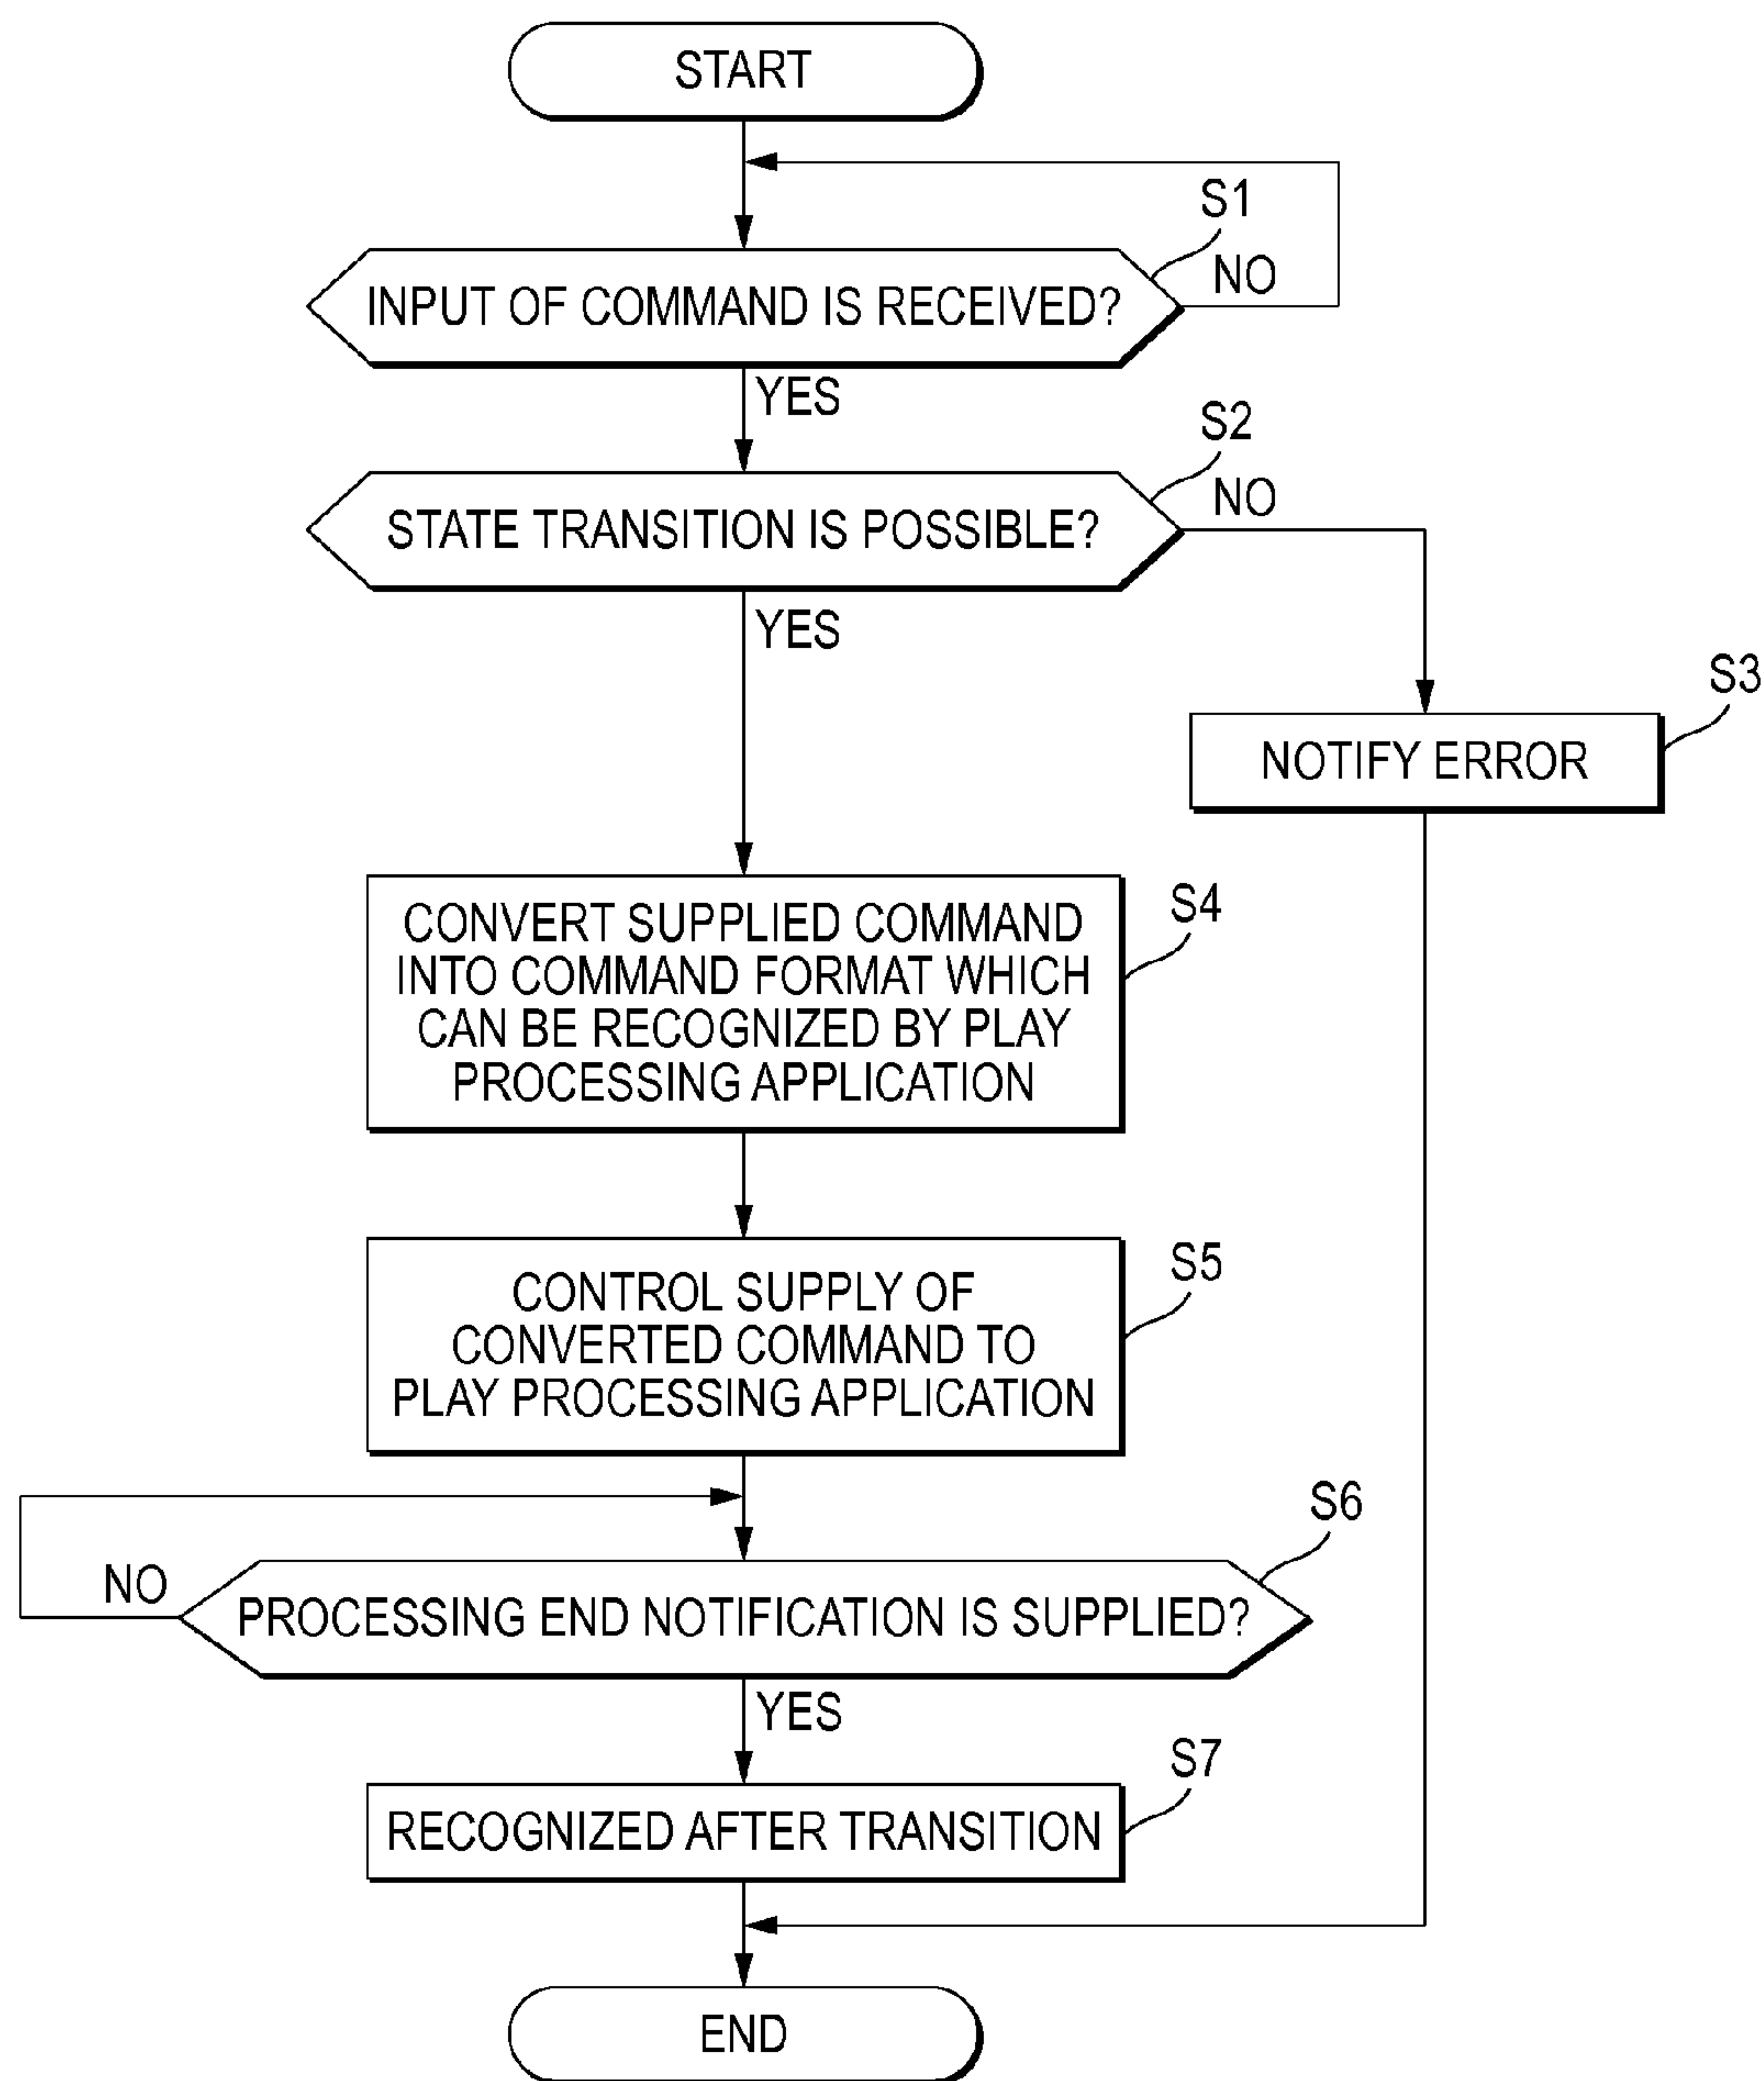 START
S1
NO
INPUT OF COMMAND IS RECEIVED?
YES
S2
NO
STATE TRANSITION IS POSSIBLE?
YES
S3
NOTIFY ERROR
S4
CONVERT SUPPLIED COMMAND
INTO COMMAND FORMAT WHICH
CAN BE RECOGNIZED BY PLAY
PROCESSING APPLICATION
S5
CONTROL SUPPLY OF
CONVERTED COMMAND TO
PLAY PROCESSING APPLICATION
S6
NO
PROCESSING END NOTIFICATION IS SUPPLIED?
YES
S7
RECOGNIZED AFTER TRANSITION
END